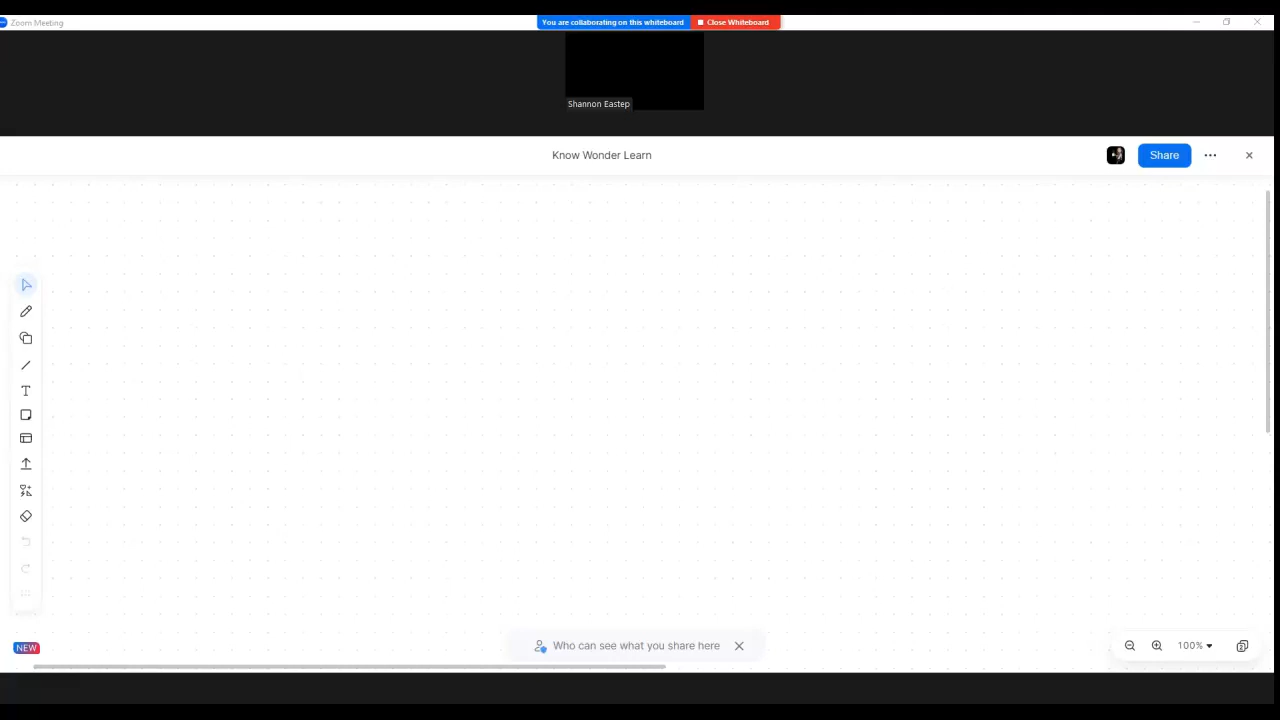 Zoom Meeting
You are collaborating on this whiteboard
Close Whiteboard
Shannon Eastep
Know Wonder Learn
Share
T
NEW
Who can see what you share here
100%